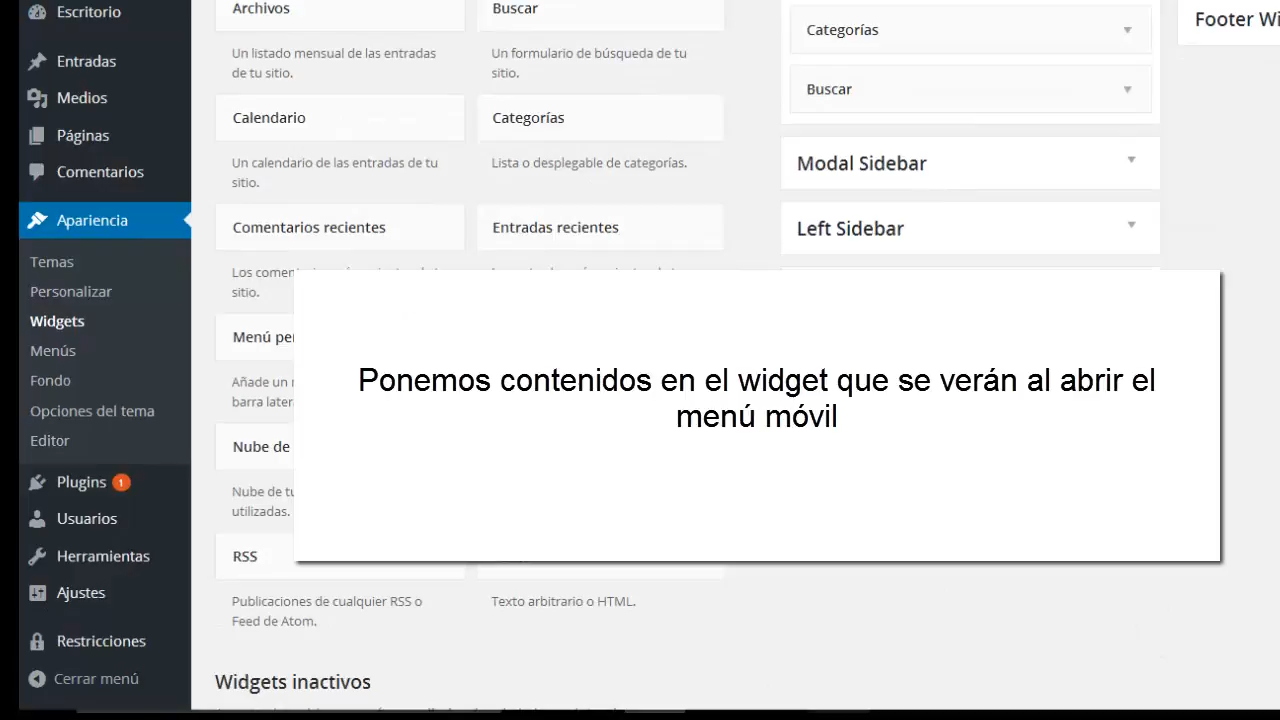 Escritorio
Entradas
Medios
Páginas
Comentarios
Apariencia
Temas
Personalizar
Widgets
Menús
Fondo
Opciones del tema
Editor
Plugins 1
Usuarios
Herramientas
Ajustes
Restricciones
Cerrar menú
Archivos
Un listado mensual de las entradas
de tu sitio.
Buscar
Un formulario de búsqueda de tu
sitio.
Calendario
Un calendario de las entradas de tu
sitio.
Categorías
Lista o desplegable de categorías.
Comentarios recientes
Los
sitio.
Entradas recientes
Menú
Añade un
barra
Nube de
Nube de
utilizadas.
RSS
Publicaciones de cualquier RSS o
Feed de Atom.
Texto arbitrario o HTML.
Widgets inactivos
Categorías
Buscar
Modal Sidebar
Left Sidebar
Footer
Ponemos contenidos en el widget que se verán al abrir el
menú móvil